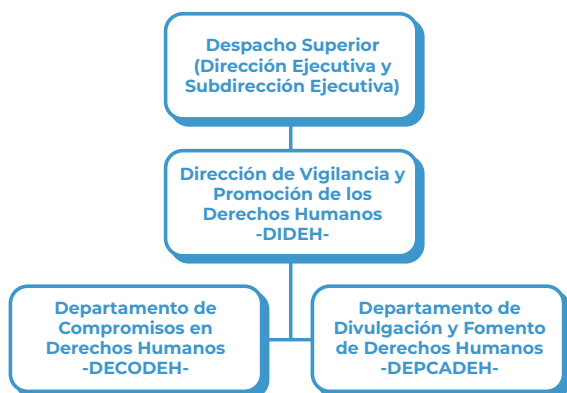 Despacho Superior
(Dirección Ejecutiva y
Subdirección Ejecutiva)
Dirección de Vigilancia y
Promoción de los
Derechos Humanos
-DIDEH-
Departamento de
Compromisos en
Derechos Humanos
-DECODEH-
Departamento de
Divulgación y Fomento
de Derechos Humanos
-DEPCADEH-